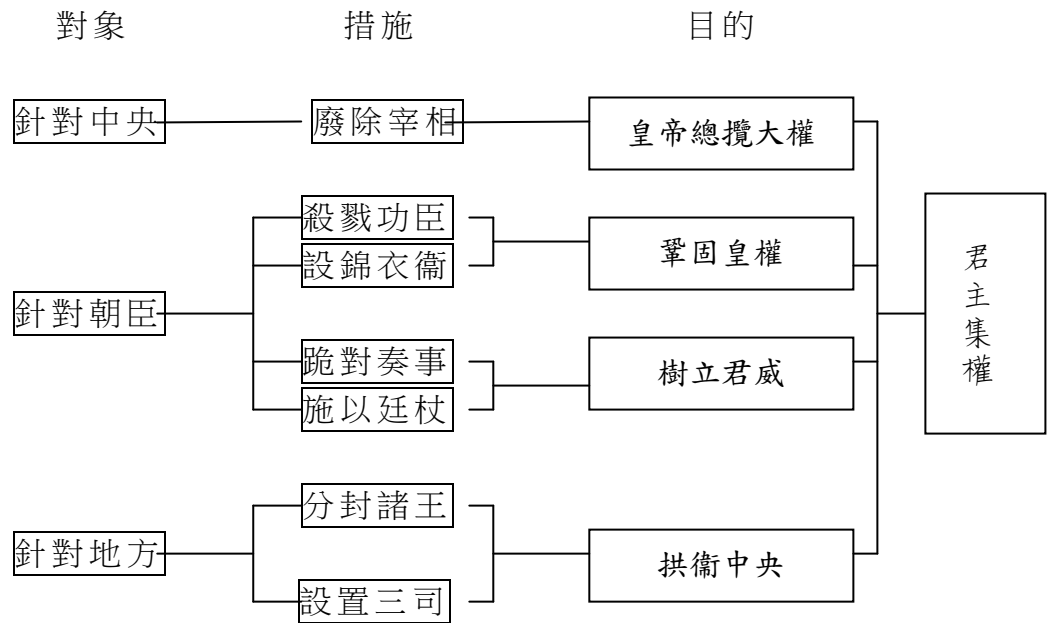 對象 措施 目的
針對中央 廢除宰相 皇帝總攬大權
殺戮功臣
設錦衣衞 鞏固皇權
針對朝臣
跪對奏事
施以廷杖 樹立君威
分封諸王
針對地方 拱衞中央
設置三司
君主集權